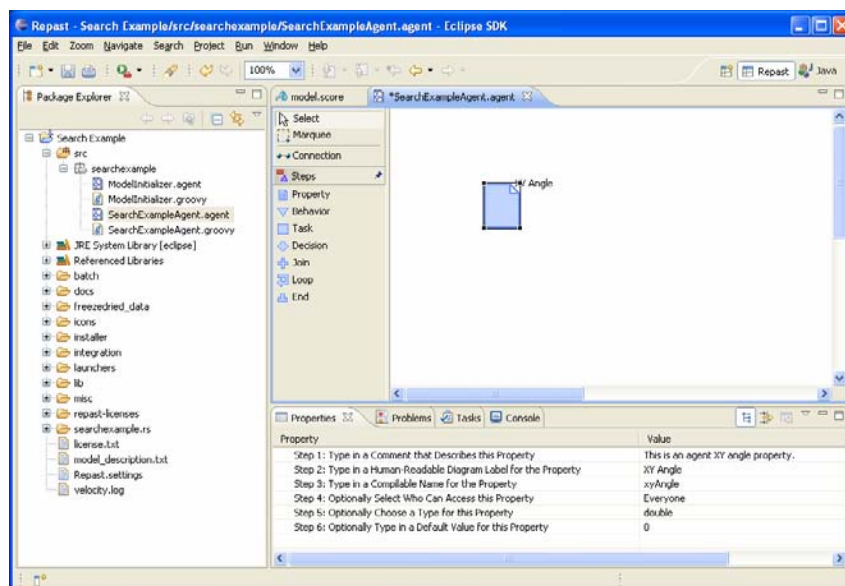 Repast - Search Example/src/searchexample/SearchExampleAgent.agent - Eclipse SDK
File Edit Zoom Navigate Search Project Run Window Help
100%
Repast
Java
Package Explorer
Search Example
src
searchexample
ModelInitializer.agent
ModelInitializer.groovy
SearchExampleAgent.agent
SearchExampleAgent.groovy
JRE System Library [eclipse]
Referenced Libraries
batch
docs
freezedried_data
icons
installer
integration
launchers
lib
misc
repast-licenses
searchexample.rs
license.txt
model_description.txt
Repast.settings
velocity.log
model.score
*SearchExampleAgent.agent
Select
Marquee
Connection
Steps
Property
Behavior
Task
Decision
Join
Loop
End
XY Angle
Properties
Problems
Tasks
Console
Property Value
Step 1: Type in a Comment that Describes this Property This is an agent XY angle property.
Step 2: Type in a Human-Readable Diagram Label for the Property XY Angle
Step 3: Type in a Compilable Name for the Property xyAngle
Step 4: Optionally Select Who Can Access this Property Everyone
Step 5: Optionally Choose a Type for this Property double
Step 6: Optionally Type in a Default Value for this Property 0